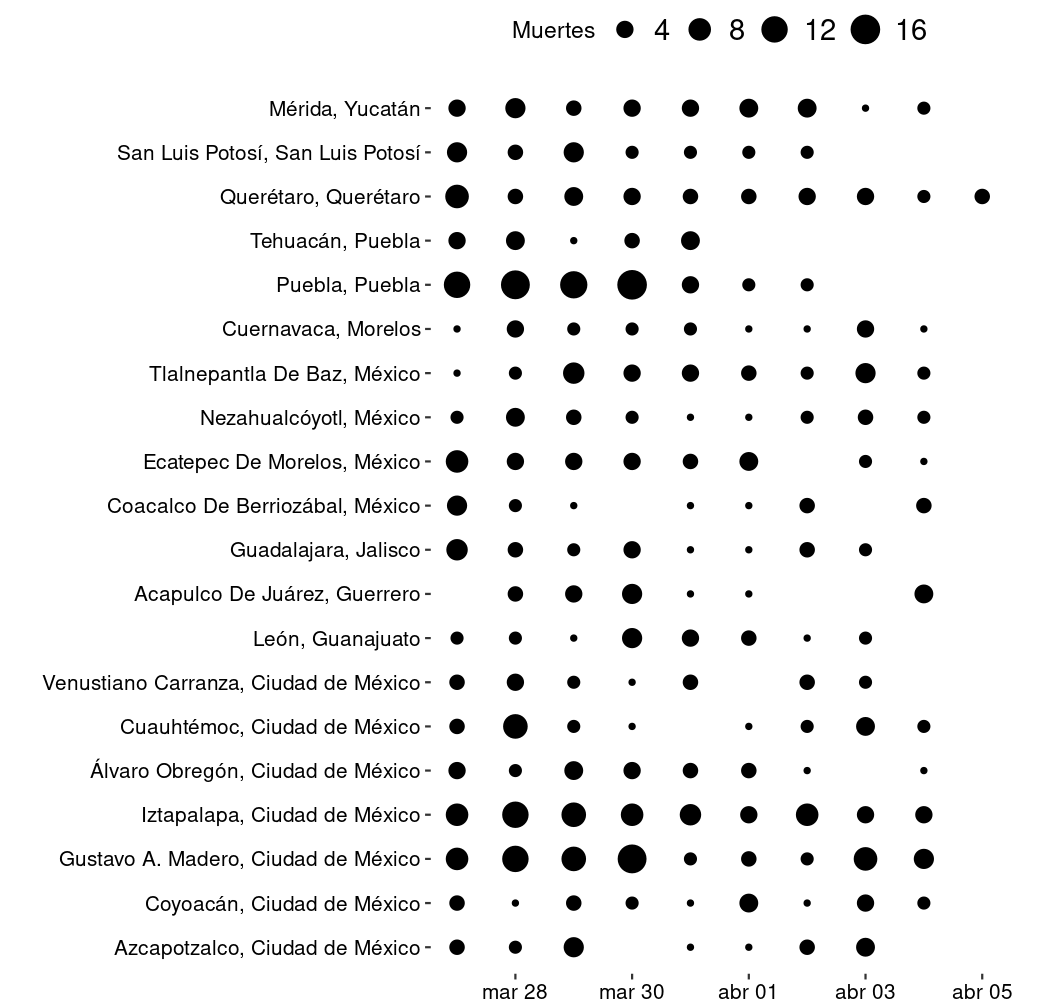 Muertes 4 8 12 16
Mérida, Yucatán
San Luis Potosí, San Luis Potosí
Querétaro, Querétaro
Tehuacán, Puebla
Puebla, Puebla
Cuernavaca, Morelos
Tlalnepantla De Baz, México
Nezahualcóyotl, México
Ecatepec De Morelos, México
Coacalco De Berriozábal, México
Guadalajara, Jalisco
Acapulco De Juárez, Guerrero
León, Guanajuato
Venustiano Carranza, Ciudad de México
Cuauhtémoc, Ciudad de México
Álvaro Obregón, Ciudad de México
Iztapalapa, Ciudad de México
Gustavo A. Madero, Ciudad de México
Coyoacán, Ciudad de México
Azcapotzalco, Ciudad de México
mar 28 mar 30 abr 01 abr 03 abr 05